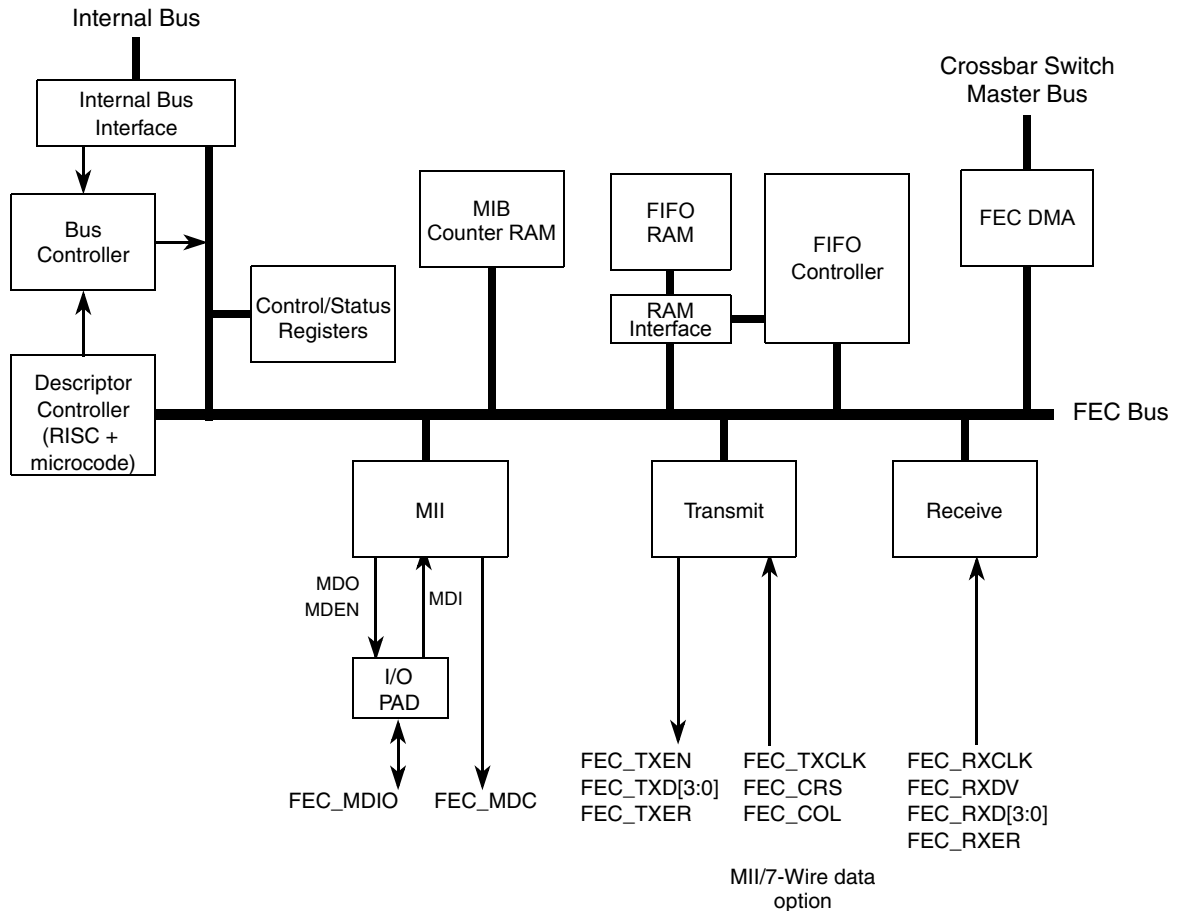 Internal Bus
Crossbar Switch
Master Bus
Internal Bus
Interface
Bus
Controller
MIB
Counter RAM
FIFO
RAM
FIFO
Controller
FEC DMA
Control/Status
Registers
RAM
Interface
Descriptor
Controller
(RISC +
microcode)
FEC Bus
MII
Transmit
Receive
MDO
MDEN
MDI
I/O
PAD
FEC_MDIO
FEC_MDC
FEC_TXEN
FEC_TXD[3:0]
FEC_TXER
FEC_TXCLK
FEC_CRS
FEC_COL
FEC_RXCLK
FEC_RXDV
FEC_RXD[3:0]
FEC_RXER
MII/7-Wire data
option